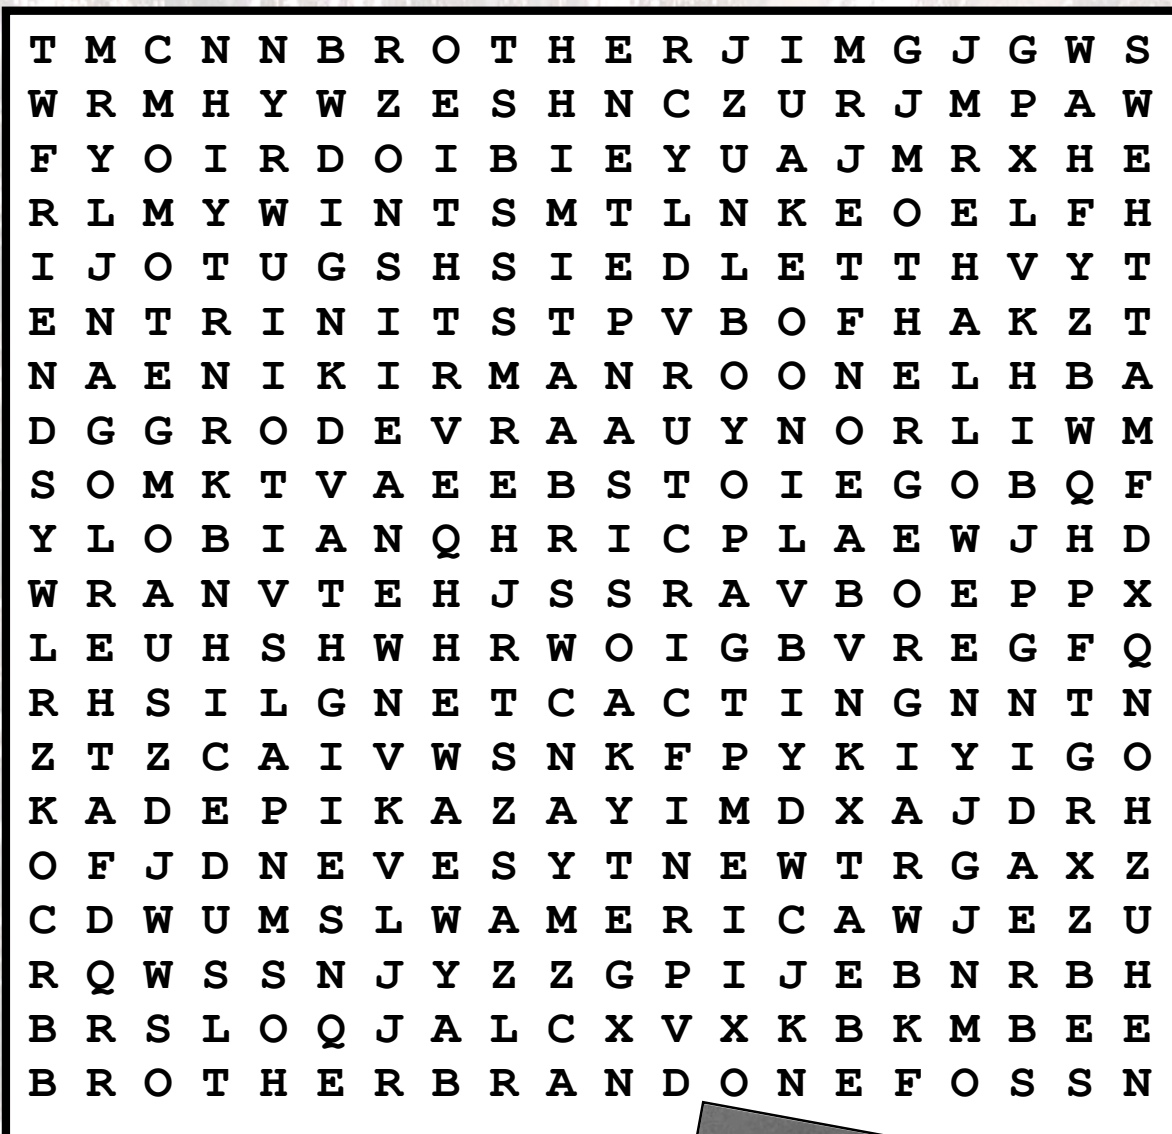 T M C N N B R O T H E R J I M G J G W S
W R M H Y W Z E S H N C Z U R J M P A W
F Y O I R D O I B I E Y U A J M R X H E
R L M Y W I N T S M T L N K E O E L F H
I J O T U G S H S I E D L E T T H V Y T
E N T R I N I T S T P V B O F H A K Z T
N A E N I K I R M A N R O O N E L H B A
D G G R O D E V R A A U Y N O R L I W M
S O M K T V A E E B S T O I E G O B Q F
Y L O B I A N Q H R I C P L A E W J H D
W R A N V T E H J S S R A V B O E P P X
L E U H S H W H R W O I G B V R E G F Q
R H S I L G N E T C A C T I N G N N T N
Z T Z C A I V W S N K F P Y K I Y I G O
K A D E P I K A Z A Y I M D X A J D R H
O F J D N E V E S Y T N E W T R G A X Z
C D W U M S L W A M E R I C A W J E Z U
R Q W S S N J Y Z Z G P I J E B N R B H
B R S L O Q J A L C X V X K B K M B E E
B R O T H E R B R A N D O N E F O S S N